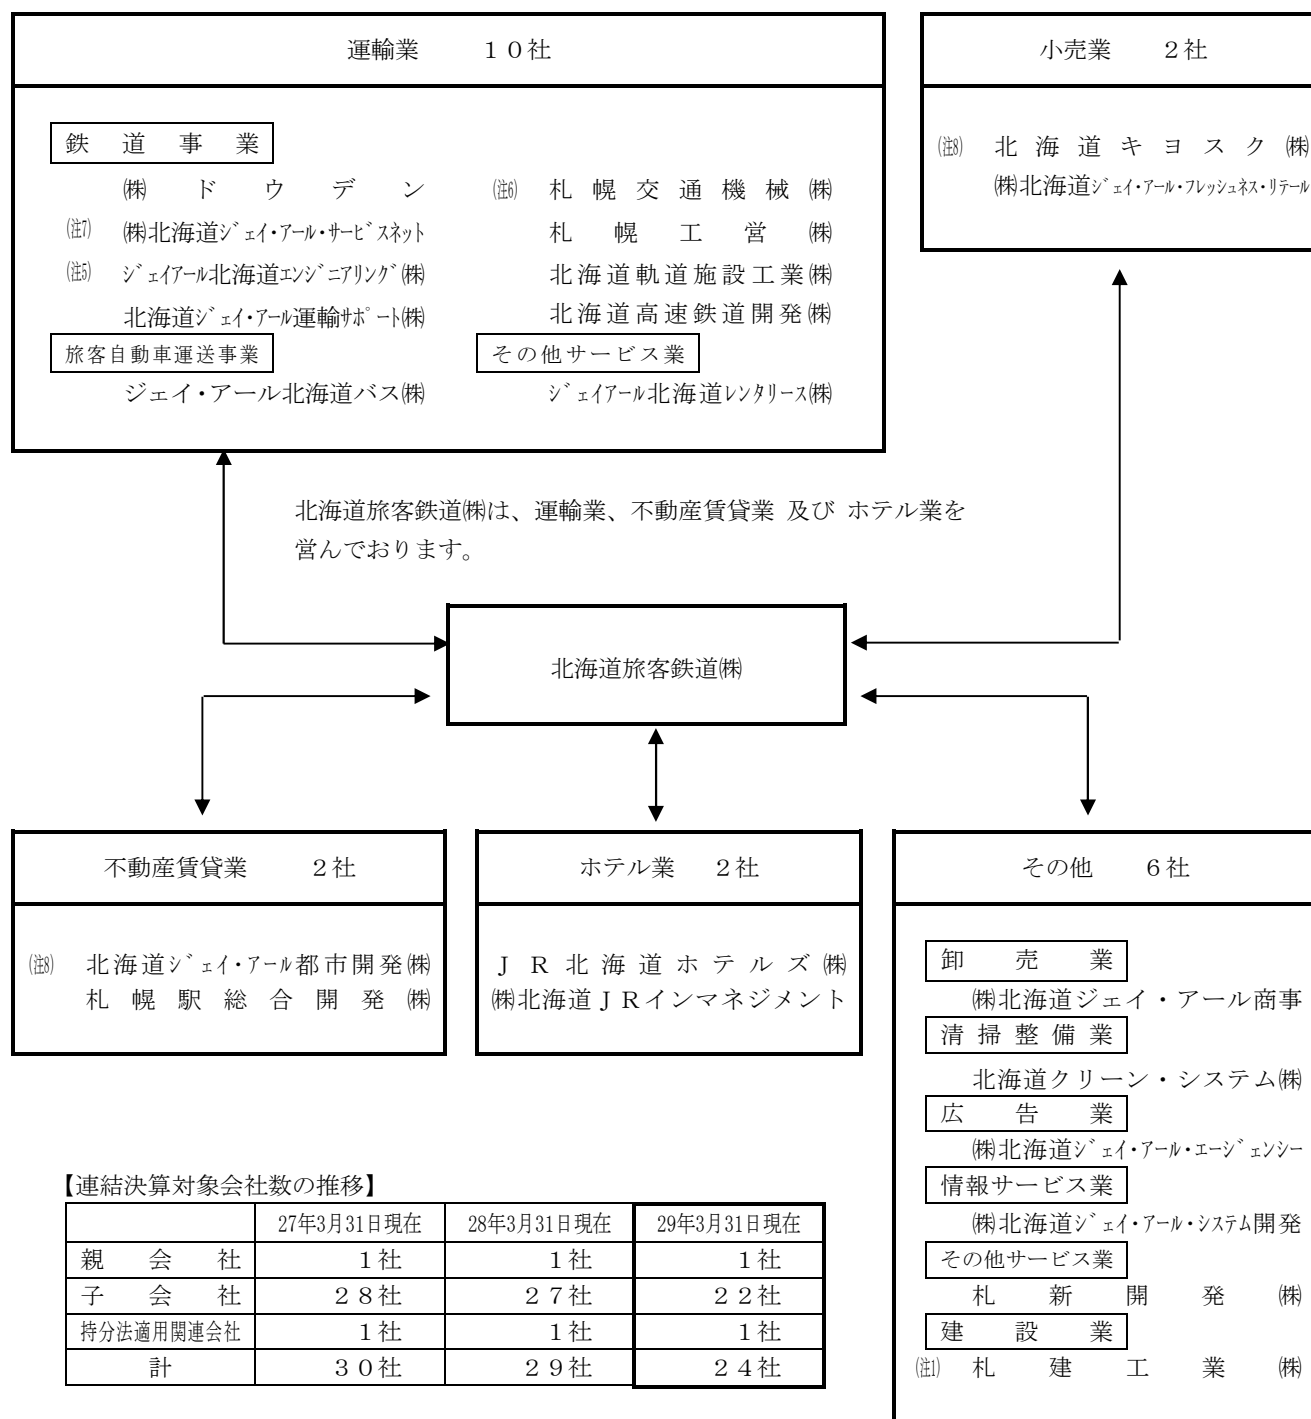 運輸業 １０社
鉄道事業
㈱ドウデン
(注7) ㈱北海道ジェイ・アール・サービスネット
(注5) ジェイアール北海道エンジニアリング㈱
北海道ジェイ・アール運輸サポート㈱
旅客自動車運送事業
ジェイ・アール北海道バス㈱
(注6) 札幌交通機械㈱
札幌工営㈱
北海道軌道施設工業㈱
北海道高速鉄道開発㈱
その他サービス業
ジェイアール北海道レンタリース㈱
小売業 ２社
(注8) 北海道キヨスク㈱
㈱北海道ジェイ・アール・フレッシュネス・リテール
北海道旅客鉄道㈱は、運輸業、不動産賃貸業 及び ホテル業を
営んでおります。
北海道旅客鉄道㈱
不動産賃貸業 ２社
(注8) 北海道ジェイ・アール都市開発㈱
札幌駅総合開発㈱
ホテル業 ２社
ＪＲ北海道ホテルズ㈱
㈱北海道ＪＲインマネジメント
その他 ６社
卸売業
㈱北海道ジェイ・アール商事
清掃整備業
北海道クリーン・システム㈱
広告業
㈱北海道ジェイ・アール・エージェンシー
情報サービス業
㈱北海道ジェイ・アール・システム開発
その他サービス業
札新開発㈱
建設業
(注1) 札建工業㈱
【連結決算対象会社数の推移】
27年3月31日現在 28年3月31日現在 29年3月31日現在
親会社 １社 １社 １社
子会社 ２８社 ２７社 ２２社
持分法適用関連会社 １社 １社 １社
計 ３０社 ２９社 ２４社